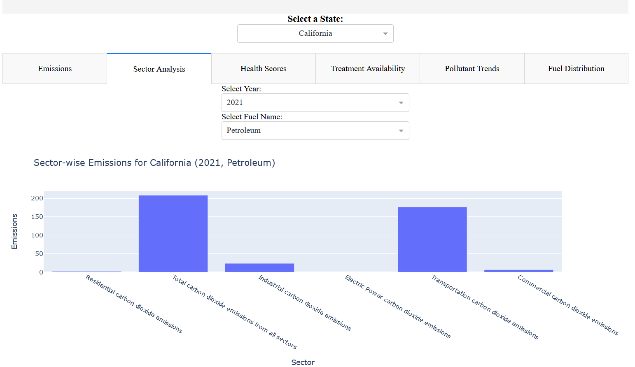 Select a State:
California
Emissions
Sector Analysis
Health Scores
Treatment Availability
Pollutant Trends
Fuel Distribution
Select Year:
2021
Select Fuel Name:
Petroleum
Sector-wise Emissions for California (2021, Petroleum)
Emissions
200
150
100
50
0
Residential carbon dioxide emissions
Total carbon dioxide emissions from all sectors
Industrial carbon dioxide emissions
Electric Power carbon dioxide emissions
Transportation carbon dioxide emissions
Commercial carbon dioxide emissions
Sector